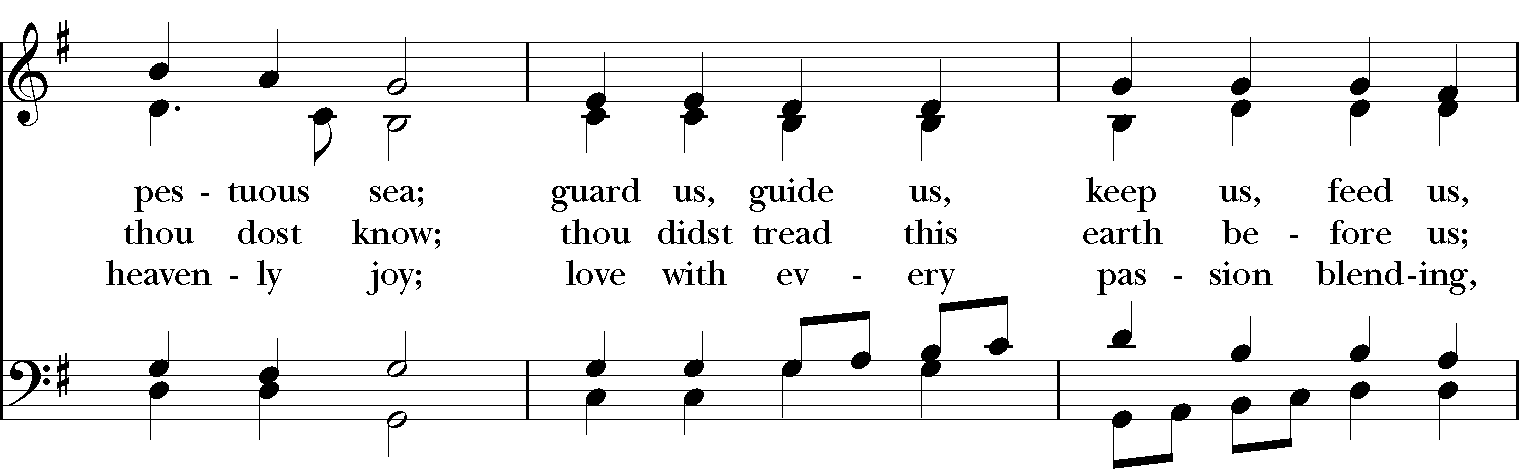 pes - tuous sea; guard us, guide us, keep us, feed us,
thou dost know; thou didst tread this earth be - fore us;
heaven - ly joy; love with ev - ery pas - sion blend-ing,